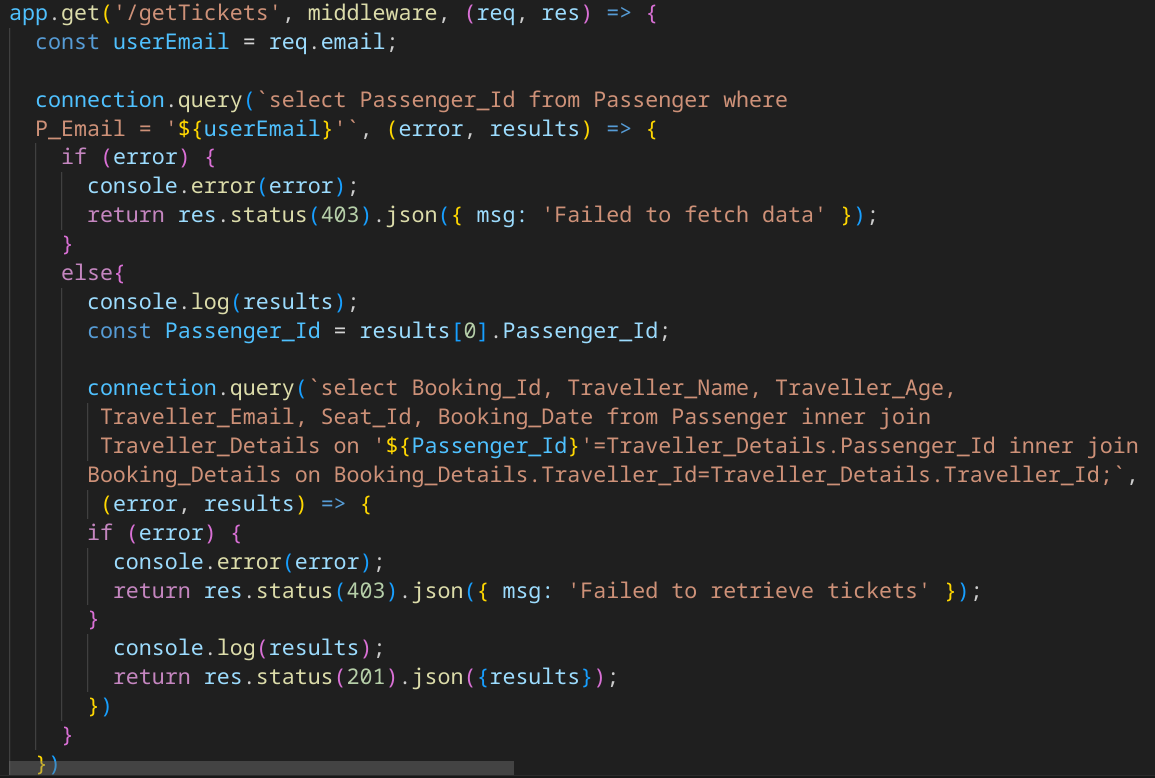 app.get('/getTickets', middleware, (req, res) => {
const userEmail = req.email;
connection.query(`select Passenger_Id from Passenger where
P_Email = '${userEmail}'`, (error, results) => {
if (error) {
console.error(error);
return res.status(403).json({ msg: 'Failed to fetch data' });
}
else{
console.log(results);
const Passenger_Id = results[0].Passenger_Id;
connection.query(`select Booking_Id, Traveller_Name, Traveller_Age,
Traveller_Email, Seat_Id, Booking_Date from Passenger inner join
Traveller_Details on '${Passenger_Id}'=Traveller_Details.Passenger_Id inner join
Booking_Details on Booking_Details.Traveller_Id=Traveller_Details.Traveller_Id;`,
(error, results) => {
if (error) {
console.error(error);
return res.status(403).json({ msg: 'Failed to retrieve tickets' });
}
console.log(results);
return res.status(201).json({results});
})
}
})